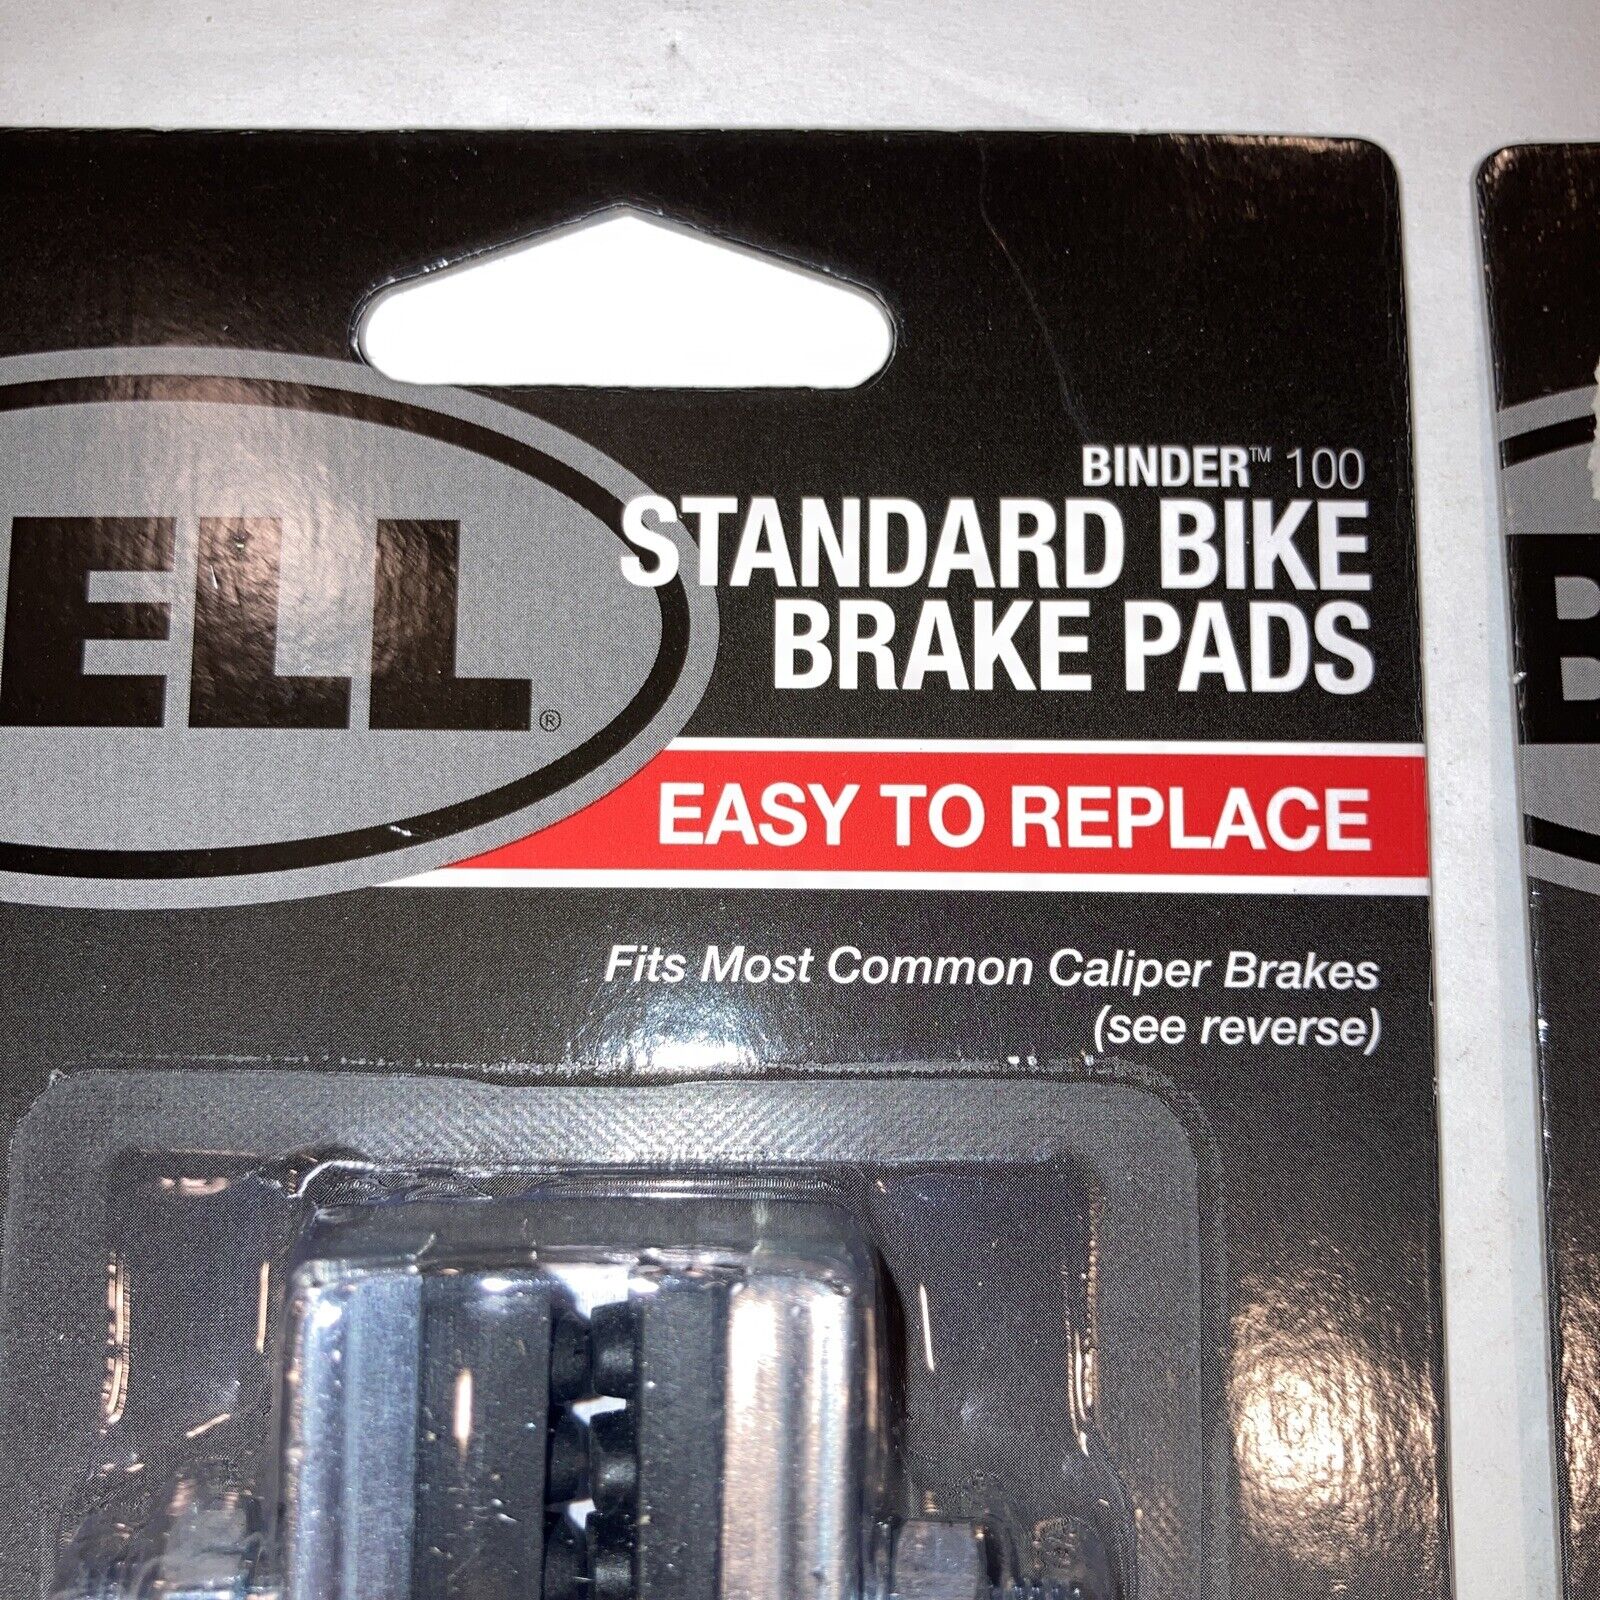 ELL®
BINDER™ 100
STANDARD BIKE
BRAKE PADS
EASY TO REPLACE
Fits Most Common Caliper Brakes
(see reverse)
B